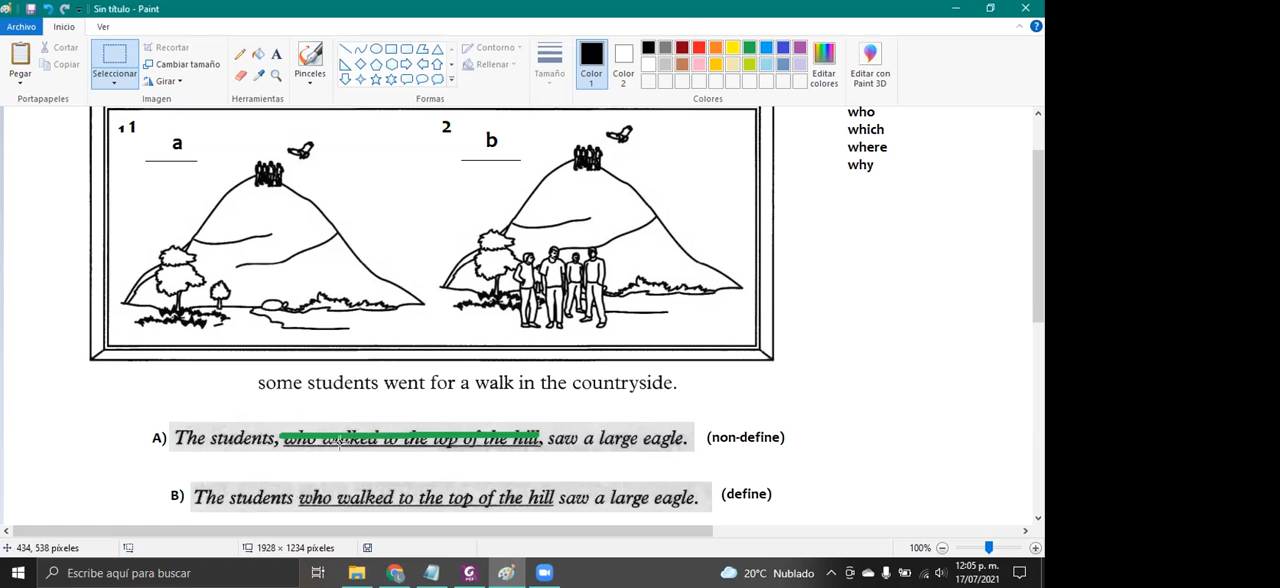 Sin título - Paint
Archivo Inicio Ver
Pegar
Cortar
Copiar
Portapapeles
Seleccionar
Recortar
Cambiar tamaño
Girar
Imagen
A
Herramientas
Pinceles
Contorno
Rellenar
Formas
Tamaño
Color 1
Color 2
Editar colores
Colores
Editar con Paint 3D
who
which
where
why
1 1
a
2
b
some students went for a walk in the countryside.
A) The students, who walked to the top of the hill, saw a large eagle. (non-define)
B) The students who walked to the top of the hill saw a large eagle. (define)
434, 538 píxeles
1928 × 1234 píxeles
100%
Escribe aquí para buscar
20°C Nublado
12:05 p. m.
17/07/2021